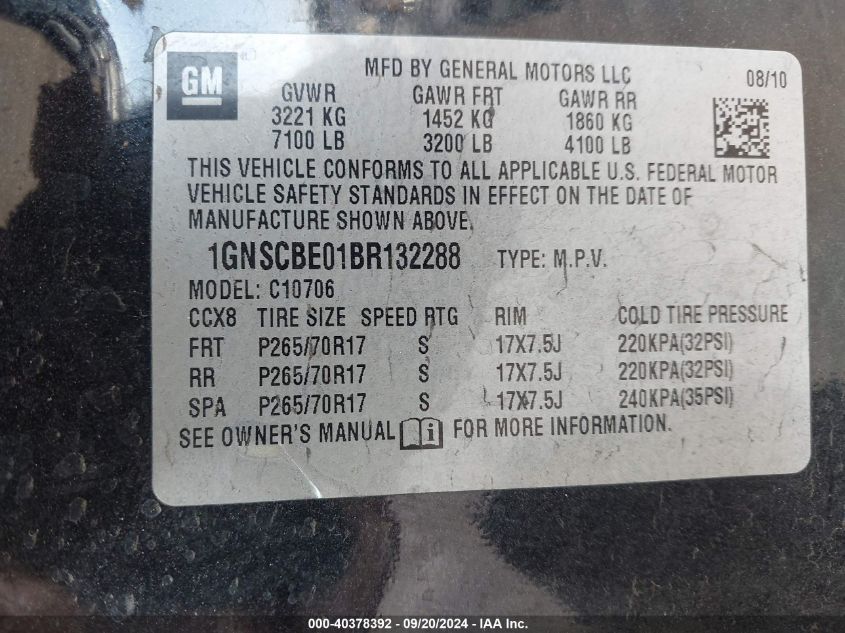 GM
MFD BY GENERAL MOTORS LLC 08/10
GVWR GAWR FRT GAWR RR
3221 KG 1452 KG 1860 KG
7100 LB 3200 LB 4100 LB
THIS VEHICLE CONFORMS TO ALL APPLICABLE U.S. FEDERAL MOTOR
VEHICLE SAFETY STANDARDS IN EFFECT ON THE DATE OF
MANUFACTURE SHOWN ABOVE.
1GNSCBE01BR132288 TYPE: M.P.V.
MODEL: C10706
CCX8 TIRE SIZE SPEED RTG RIM COLD TIRE PRESSURE
FRT P265/70R17 S 17X7.5J 220KPA(32PSI)
RR P265/70R17 S 17X7.5J 220KPA(32PSI)
SPA P265/70R17 S 17X7.5J 240KPA(35PSI)
SEE OWNER'S MANUAL i FOR MORE INFORMATION.
000-40378392 - 09/20/2024 - IAA Inc.